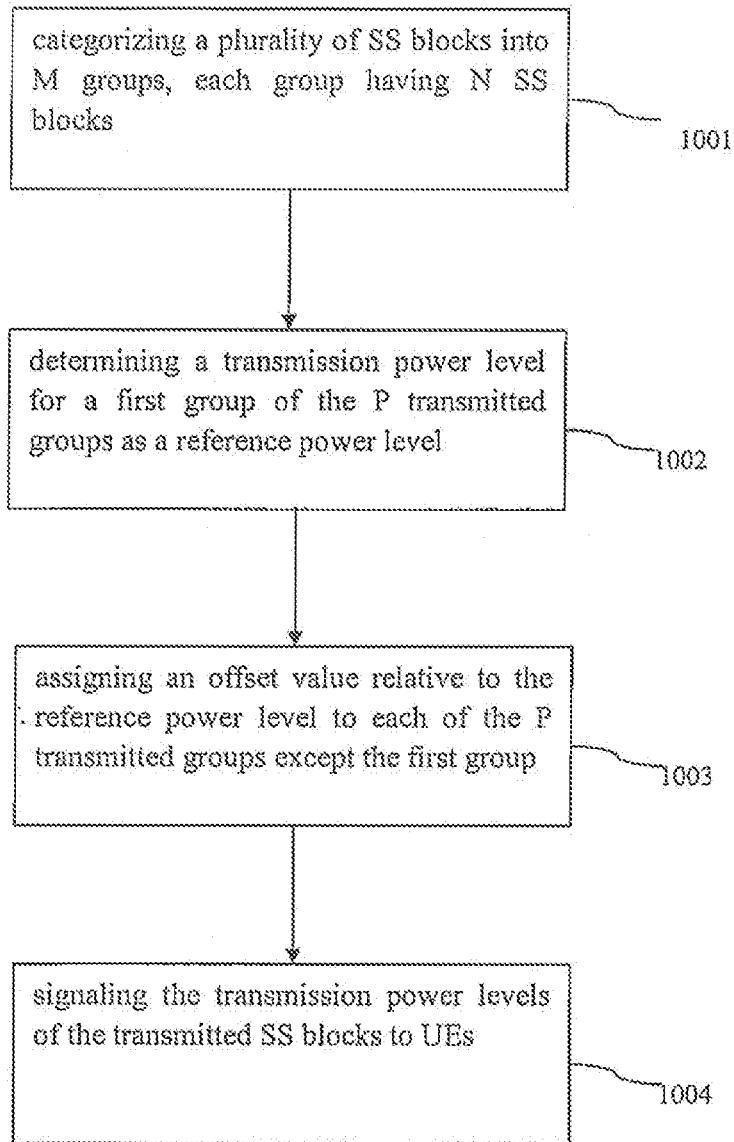 categorizing a plurality of SS blocks into
M groups, each group having N SS
blocks
1001
determining a transmission power level
for a first group of the P transmitted
groups as a reference power level
1002
assigning an offset value relative to the
reference power level to each of the P
transmitted groups except the first group
1003
signaling the transmission power levels
of the transmitted SS blocks to UEs
1004